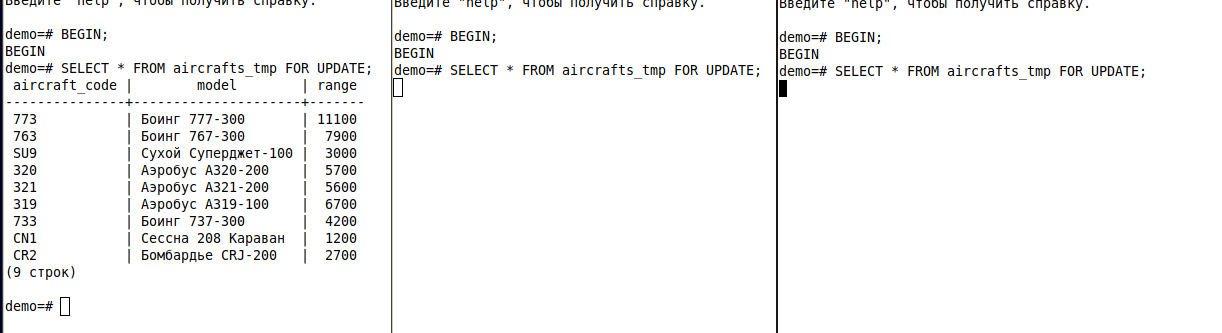 Введите "help", чтобы получить справку.
demo=# BEGIN;
BEGIN
demo=# SELECT * FROM aircrafts_tmp FOR UPDATE;
 aircraft_code |        model        | range
---------------+---------------------+-------
 773           | Боинг 777-300       | 11100
 763           | Боинг 767-300       |  7900
 SU9           | Сухой Суперджет-100 |  3000
 320           | Аэробус A320-200    |  5700
 321           | Аэробус A321-200    |  5600
 319           | Аэробус A319-100    |  6700
 733           | Боинг 737-300       |  4200
 CN1           | Сессна 208 Караван  |  1200
 CR2           | Бомбардье CRJ-200   |  2700
(9 строк)
demo=#
Введите "help", чтобы получить справку.
demo=# BEGIN;
BEGIN
demo=# SELECT * FROM aircrafts_tmp FOR UPDATE;
Введите "help", чтобы получить справку.
demo=# BEGIN;
BEGIN
demo=# SELECT * FROM aircrafts_tmp FOR UPDATE;